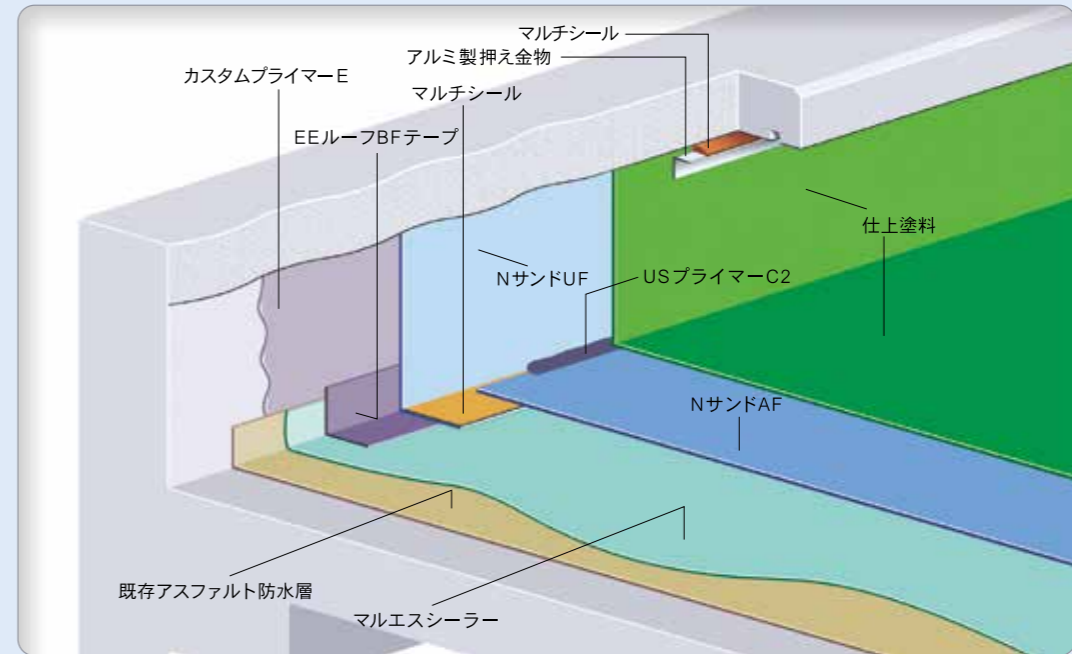 マルチシール
アルミ製押え金物
カスタムプライマーE
マルチシール
EEルーフBFテープ
仕上塗料
NサンドUF
USプライマーC2
NサンドAF
既存アスファルト防水層
マルエスシーラー